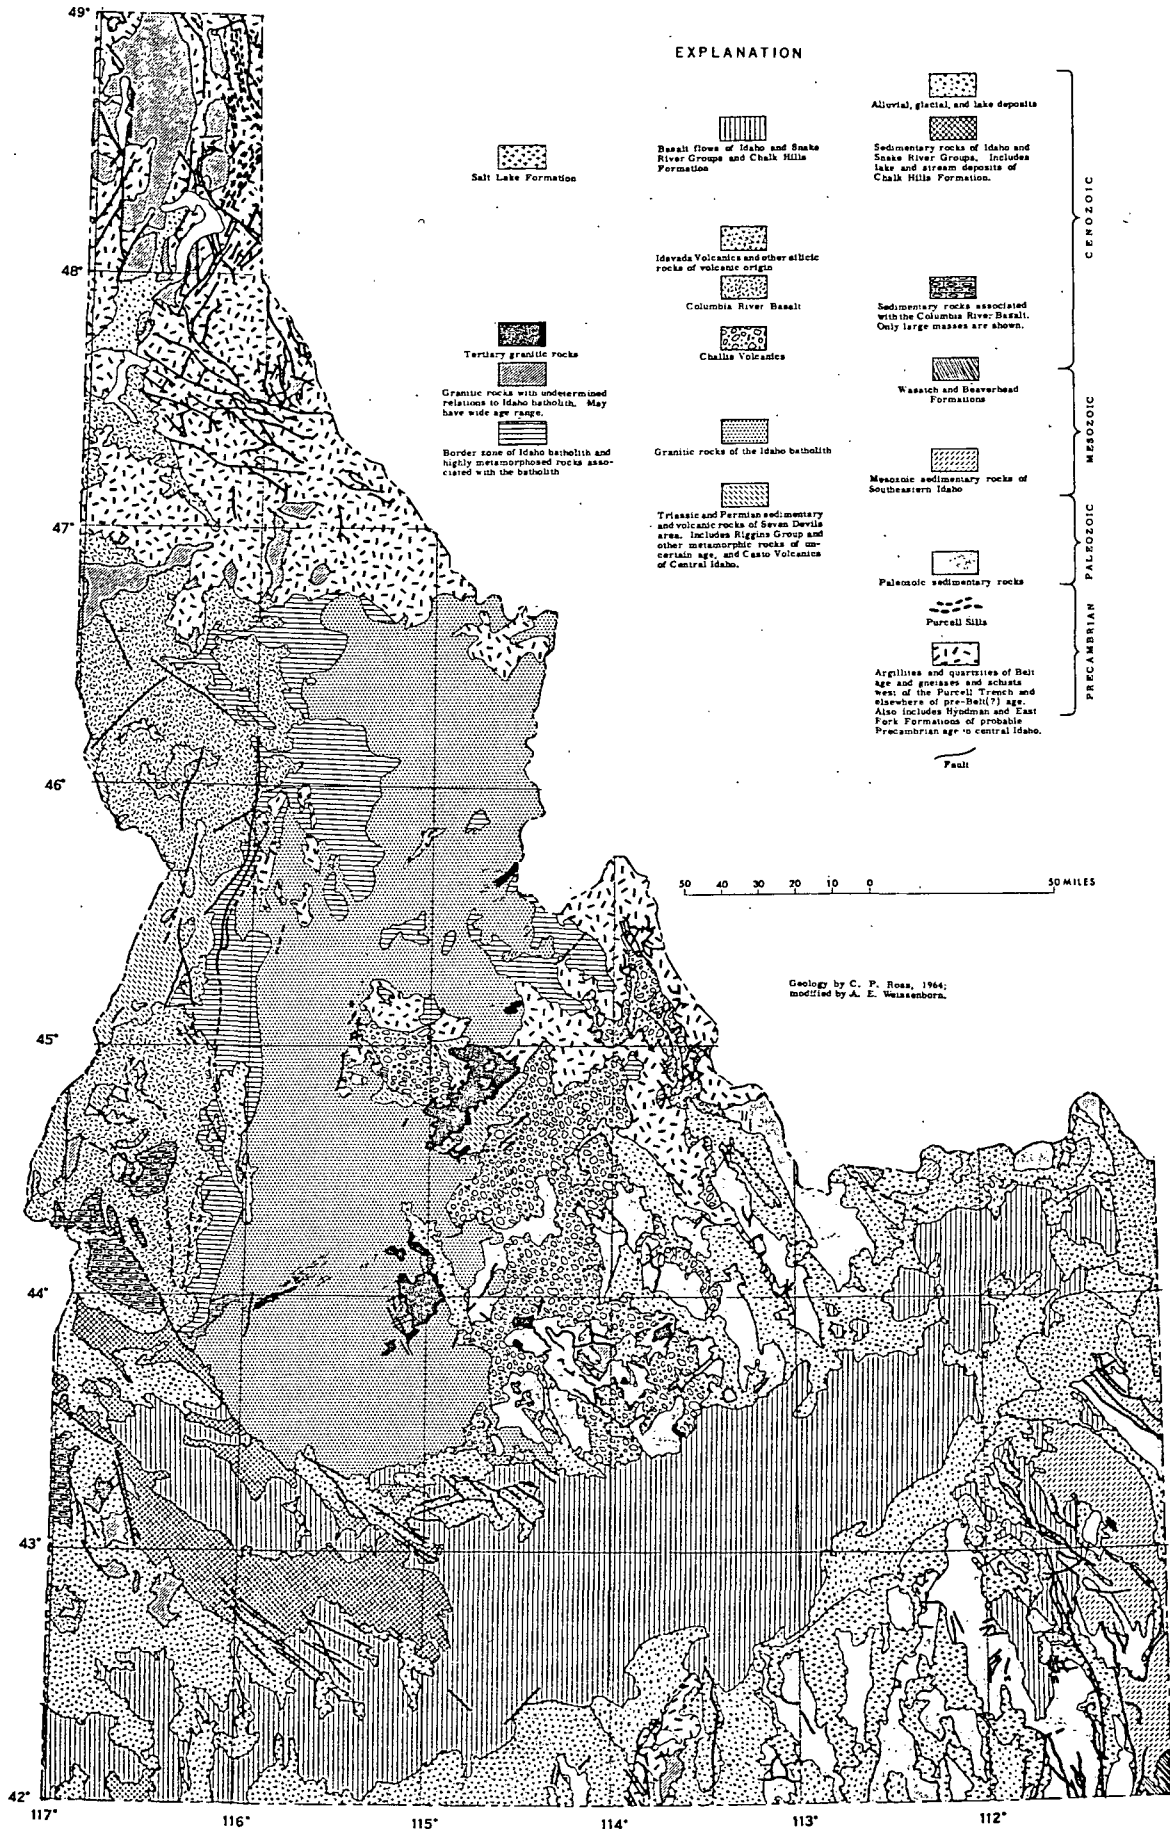 49°
EXPLANATION
Alluvial, glacial, and lake deposits
Basalt flows of Idaho and Snake
River Groups and Chalk Hills
Formation
Sedimentary rocks of Idaho and
Snake River Groups. Includes
lake and stream deposits of
Chalk Hills Formation.
Salt Lake Formation
CENOZOIC
Idavada Volcanics and other silicic
rocks of volcanic origin
48°
Columbia River Basalt
Sedimentary rocks associated
with the Columbia River Basalt.
Only large masses are shown.
Tertiary granitic rocks
Challis Volcanics
Granitic rocks with undetermined
relations to Idaho batholith. May
have wide age range.
Wasatch and Beaverhead
Formations
MESOZOIC
Border zone of Idaho batholith and
highly metamorphosed rocks asso-
ciated with the batholith
Granitic rocks of the Idaho batholith
Mesozoic sedimentary rocks of
Southeastern Idaho
47°
Triassic and Permian sedimentary
and volcanic rocks of Seven Devils
area. Includes Riggins Group and
other metamorphic rocks of un-
certain age, and Casto Volcanics
of Central Idaho.
PALEOZOIC
Paleozoic sedimentary rocks
Purcell Sills
PRECAMBRIAN
Argillites and quartzites of Belt
age and gneisses and schists
west of the Purcell Trench and
elsewhere of pre-Belt(?) age.
Also includes Hyndman and East
Fork Formations of probable
Precambrian age in central Idaho.
Fault
46°
50 40 30 20 10 0 50 MILES
Geology by C. P. Ross, 1964;
modified by A. E. Weissenborn.
45°
44°
43°
42°
117° 116° 115° 114° 113° 112°